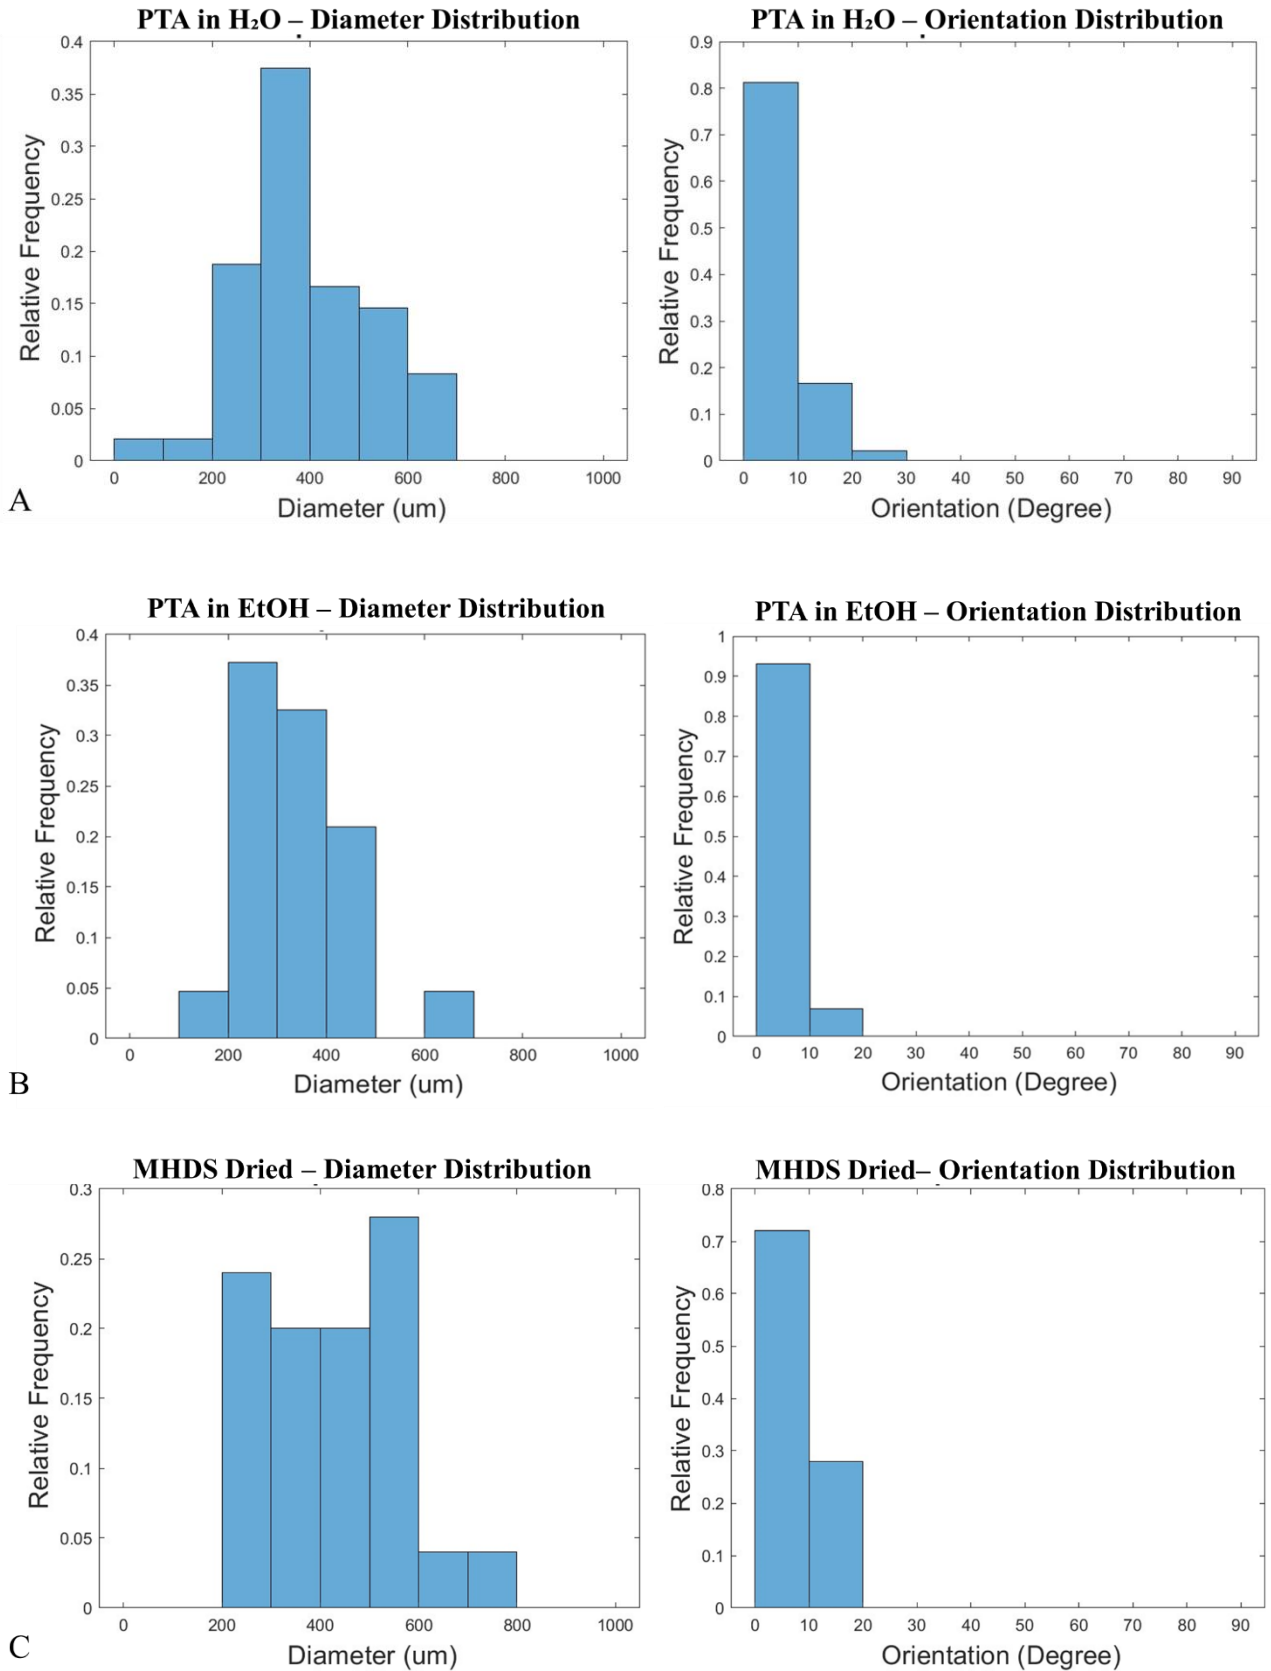 PTA in H₂O – Diameter Distribution
0.4
0.35
0.3
0.25
0.2
0.15
0.1
0.05
0
Relative Frequency
0 200 400 600 800 1000
Diameter (um)
PTA in H₂O – Orientation Distribution
0.9
0.8
0.7
0.6
0.5
0.4
0.3
0.2
0.1
0
Relative Frequency
0 10 20 30 40 50 60 70 80 90
Orientation (Degree)
A
PTA in EtOH – Diameter Distribution
0.4
0.35
0.3
0.25
0.2
0.15
0.1
0.05
0
Relative Frequency
0 200 400 600 800 1000
Diameter (um)
PTA in EtOH – Orientation Distribution
1
0.9
0.8
0.7
0.6
0.5
0.4
0.3
0.2
0.1
0
Relative Frequency
0 10 20 30 40 50 60 70 80 90
Orientation (Degree)
B
MHDS Dried – Diameter Distribution
0.3
0.25
0.2
0.15
0.1
0.05
0
Relative Frequency
0 200 400 600 800 1000
Diameter (um)
MHDS Dried– Orientation Distribution
0.8
0.7
0.6
0.5
0.4
0.3
0.2
0.1
0
Relative Frequency
0 10 20 30 40 50 60 70 80 90
Orientation (Degree)
C